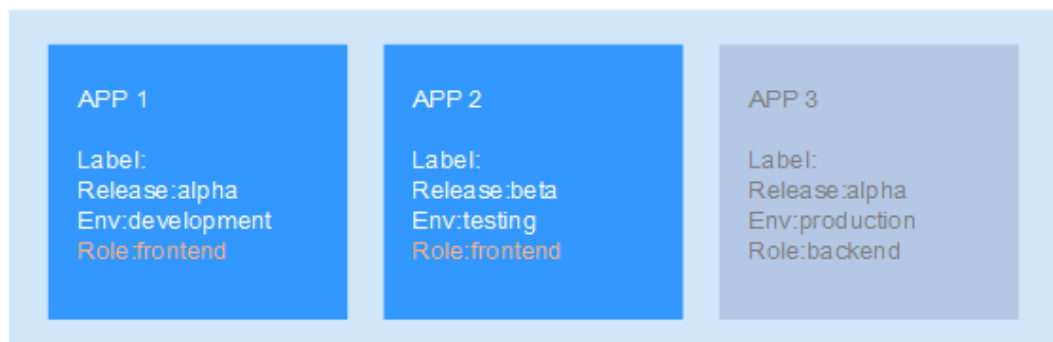 APP 1
Label:
Release:alpha
Env:development
Role:frontend
APP 2
Label:
Release:beta
Env:testing
Role:frontend
APP 3
Label:
Release:alpha
Env:production
Role:backend